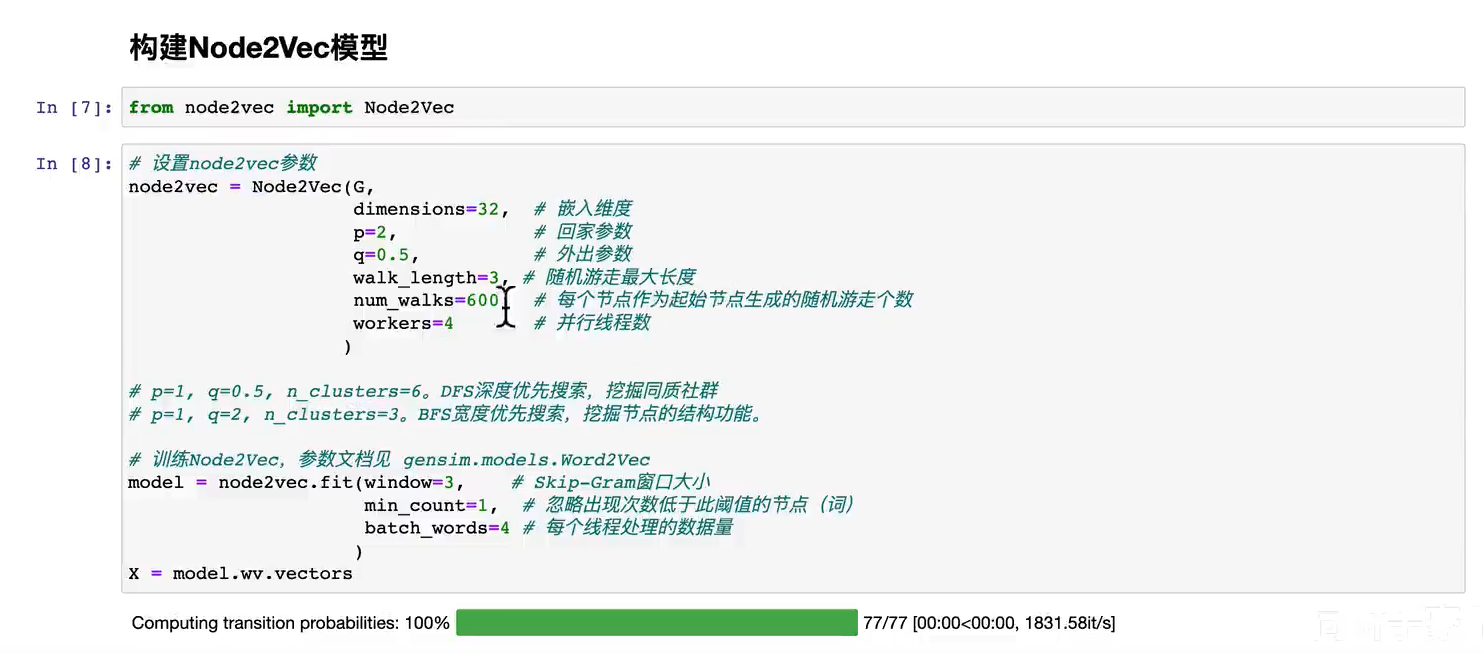 构建Node2Vec模型
In [7]: from node2vec import Node2Vec
In [8]: # 设置node2vec参数
node2vec = Node2Vec(G,
dimensions=32, # 嵌入维度
p=2, # 回家参数
q=0.5, # 外出参数
walk_length=3, # 随机游走最大长度
num_walks=600 # 每个节点作为起始节点生成的随机游走个数
workers=4 # 并行线程数
)
# p=1, q=0.5, n_clusters=6。DFS深度优先搜索，挖掘同质社群
# p=1, q=2, n_clusters=3。BFS宽度优先搜索，挖掘节点的结构功能。
# 训练Node2Vec，参数文档见 gensim.models.Word2Vec
model = node2vec.fit(window=3, # Skip-Gram窗口大小
min_count=1, # 忽略出现次数低于此阈值的节点（词）
batch_words=4 # 每个线程处理的数据量
)
X = model.wv.vectors
Computing transition probabilities: 100% 77/77 [00:00<00:00, 1831.58it/s]